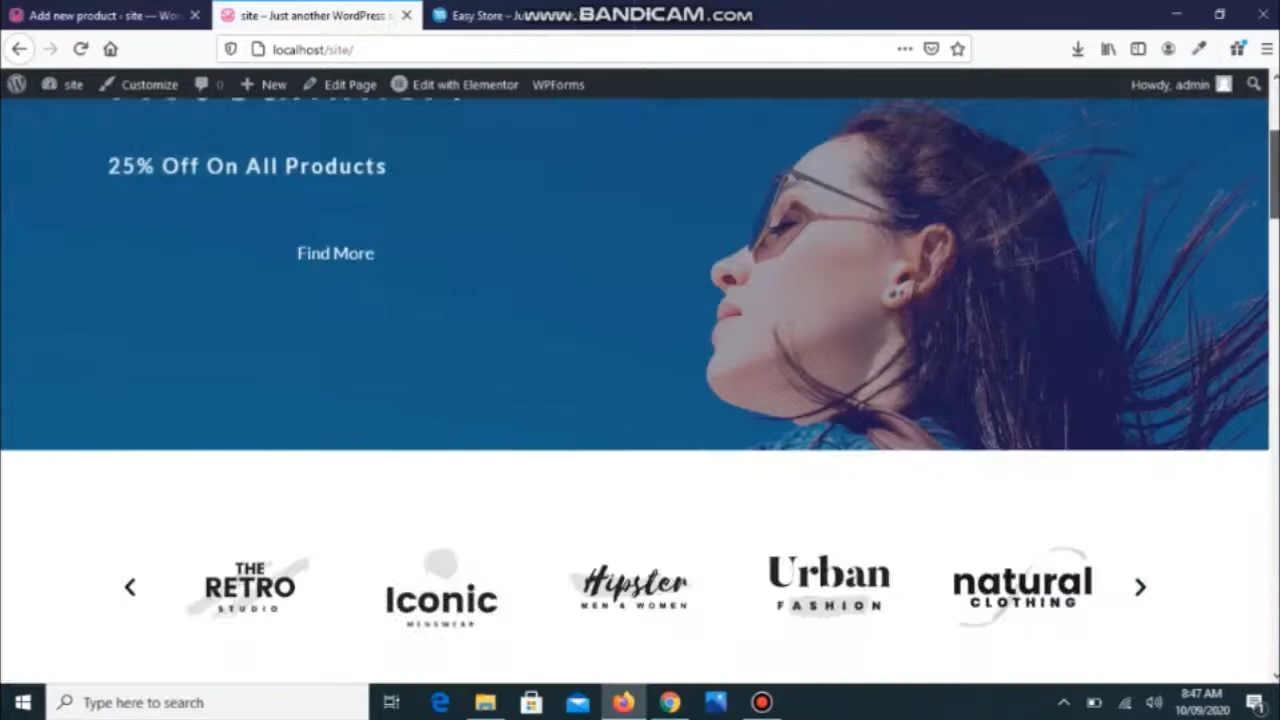 www.BANDICAM.com
Add new product ‹ site — Wo
site – Just another WordPress s
Easy Store – Ju
localhost/site/
site
Customize
0
New
Edit Page
Edit with Elementor
WPForms
Howdy, admin
25% Off On All Products
Find More
THE
RETRO
STUDIO
Iconic
MENSWEAR
Hipster
MEN & WOMEN
Urban
FASHION
natural
CLOTHING
Type here to search
8:47 AM
10/09/2020
1